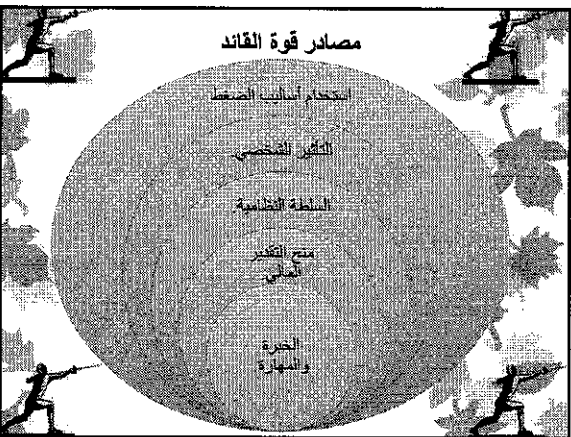 مصادر قوة القائد
استخدام أساليب الضغط
التأثير الشخصي
السلطة النظامية
منح التقدير
العالي
الخبرة
والمهارة